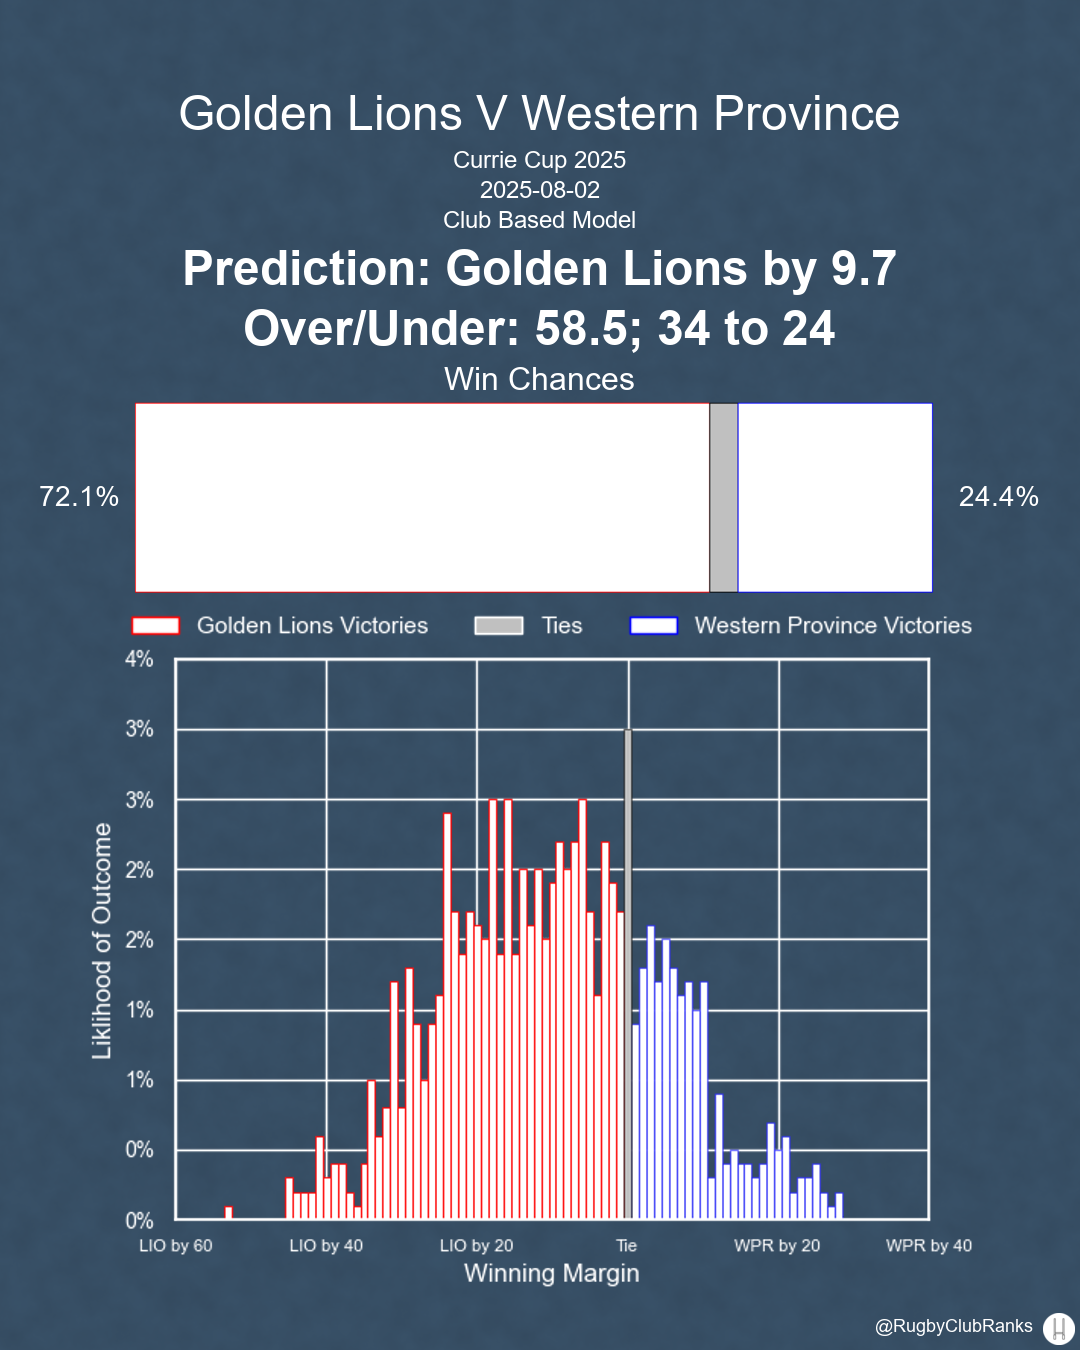 Golden Lions V Western Province
Currie Cup 2025
2025-08-02
Club Based Model
Prediction: Golden Lions by 9.7
Over/Under: 58.5; 34 to 24
Win Chances
72.1%
24.4%
Golden Lions Victories
Ties
Western Province Victories
4%
3%
3%
2%
2%
1%
1%
0%
0%
Liklihood of Outcome
LIO by 60
LIO by 40
LIO by 20
Tie
WPR by 20
WPR by 40
Winning Margin
@RugbyClubRanks